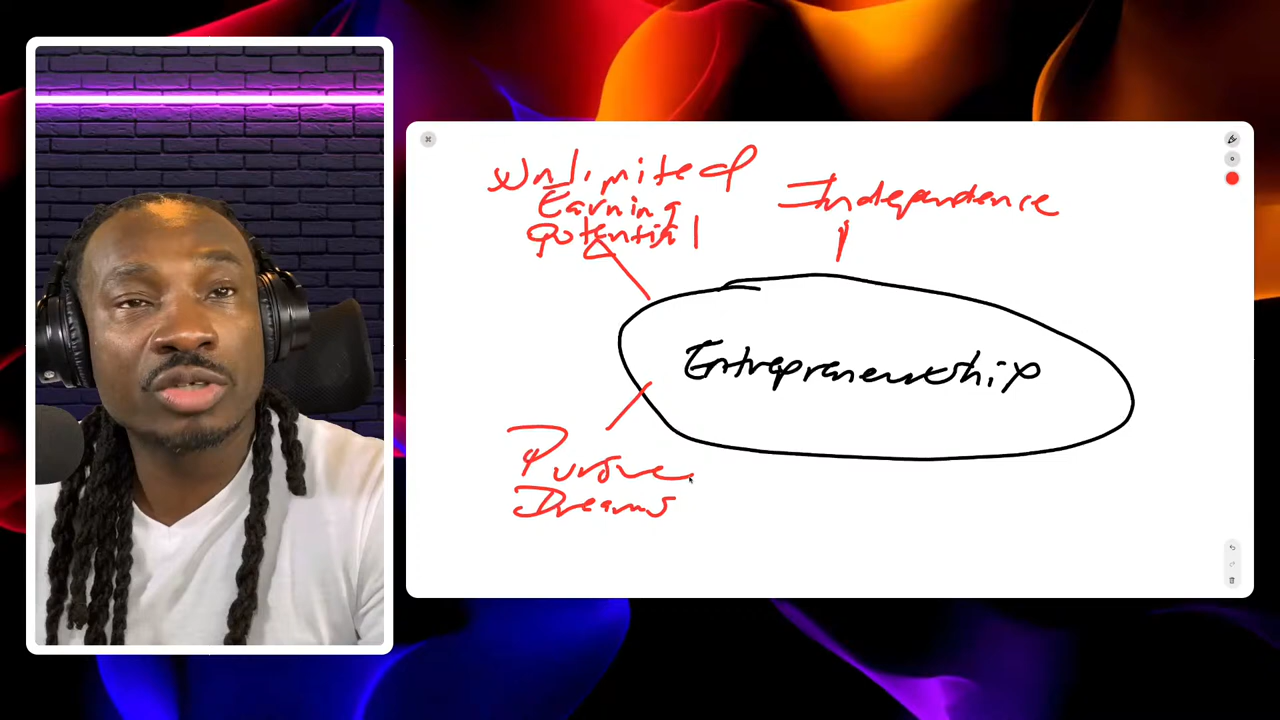 Unlimited
Earning
Potential
Independence
Entrepreneurship
Pursue
Dreams